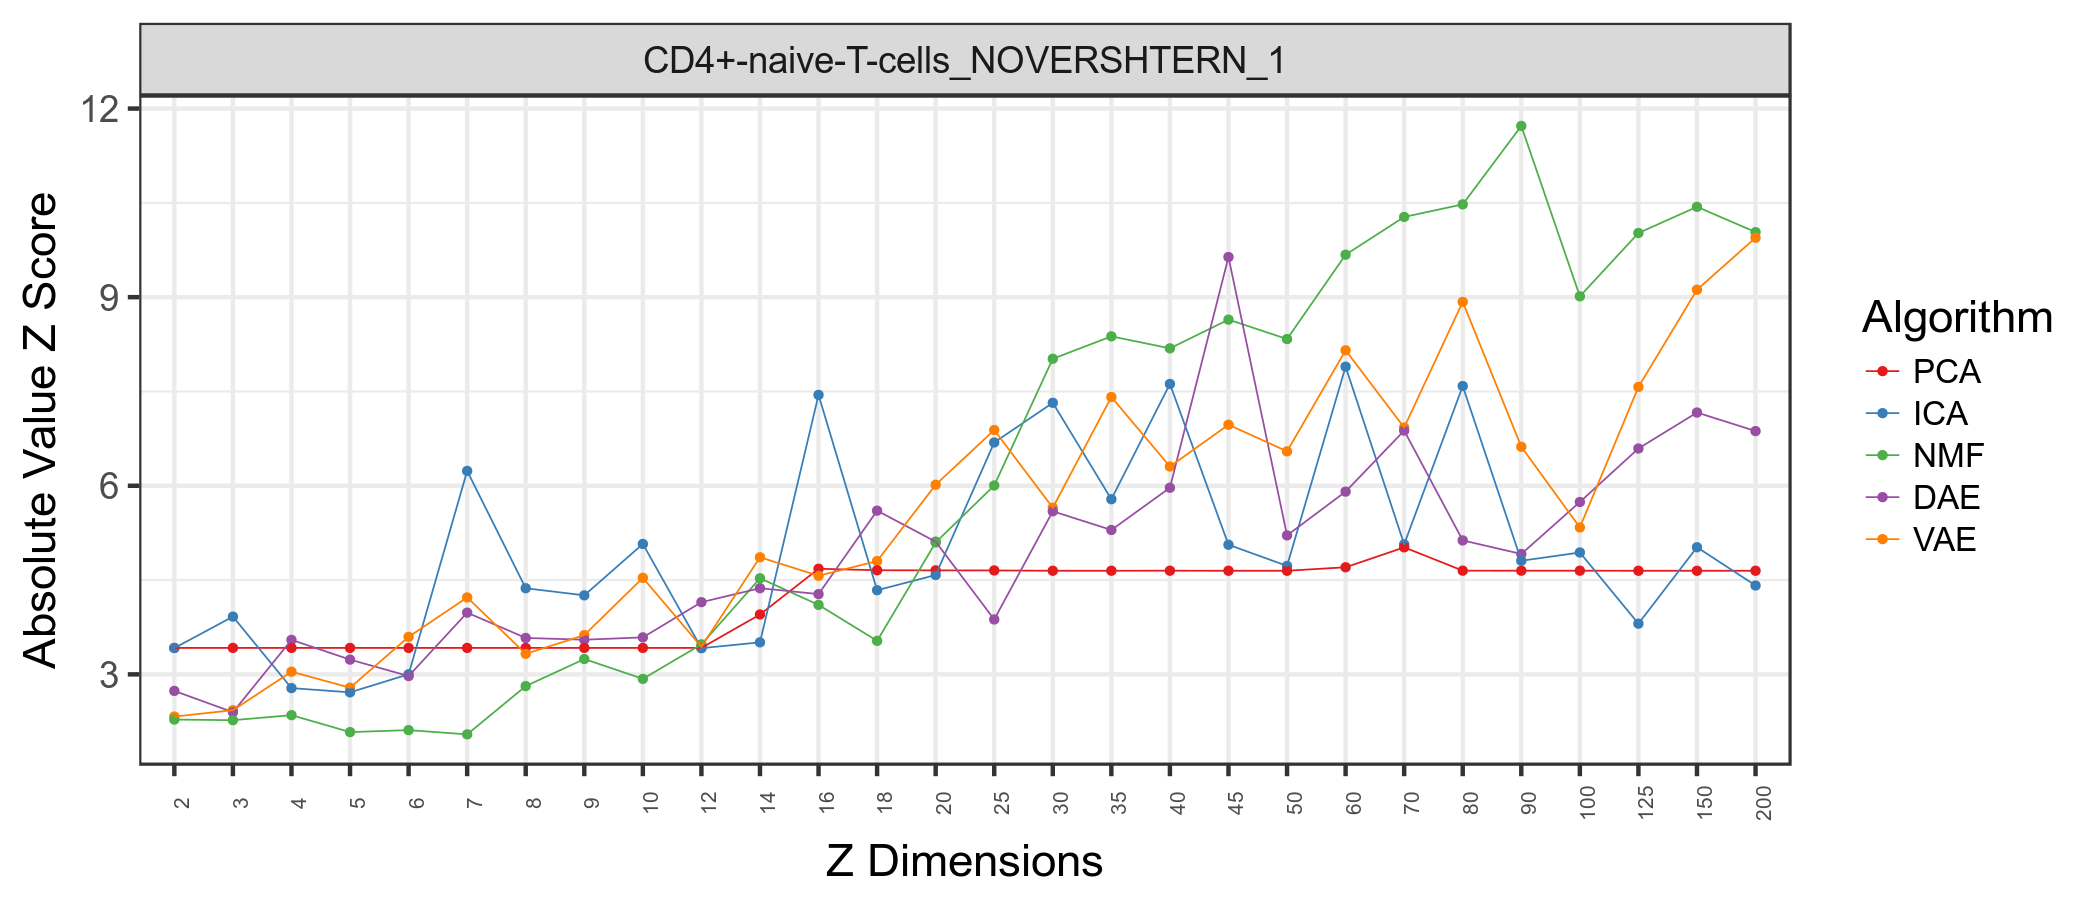 CD4+-naive-T-cells_NOVERSHTERN_1
Absolute Value Z Score
12
9
6
3
2 3 4 5 6 7 8 9 10 12 14 16 18 20 25 30 35 40 45 50 60 70 80 90 100 125 150 200
Z Dimensions
Algorithm
PCA
ICA
NMF
DAE
VAE